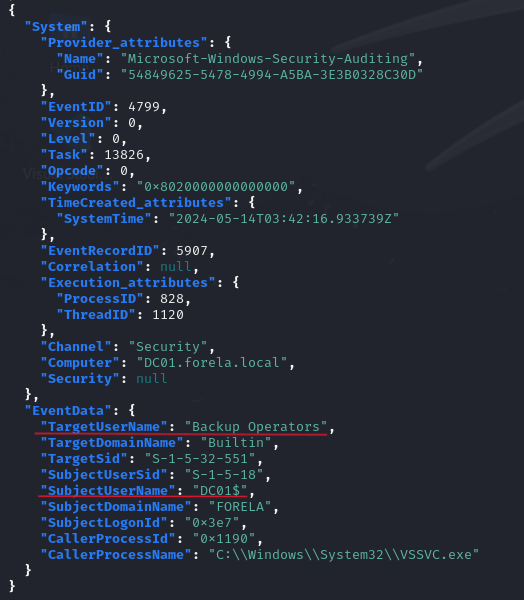 {
"System": {
"Provider_attributes": {
"Name": "Microsoft-Windows-Security-Auditing",
"Guid": "54849625-5478-4994-A5BA-3E3B0328C30D"
},
"EventID": 4799,
"Version": 0,
"Level": 0,
"Task": 13826,
"Opcode": 0,
"Keywords": "0×8020000000000000",
"TimeCreated_attributes": {
"SystemTime": "2024-05-14T03:42:16.933739Z"
},
"EventRecordID": 5907,
"Correlation": null,
"Execution_attributes": {
"ProcessID": 828,
"ThreadID": 1120
},
"Channel": "Security",
"Computer": "DC01.forela.local",
"Security": null
},
"EventData": {
"TargetUserName": "Backup Operators",
"TargetDomainName": "Builtin",
"TargetSid": "S-1-5-32-551",
"SubjectUserSid": "S-1-5-18",
"SubjectUserName": "DC01$",
"SubjectDomainName": "FORELA",
"SubjectLogonId": "0×3e7",
"CallerProcessId": "0×1190",
"CallerProcessName": "C:\\Windows\\System32\\VSSVC.exe"
}
}